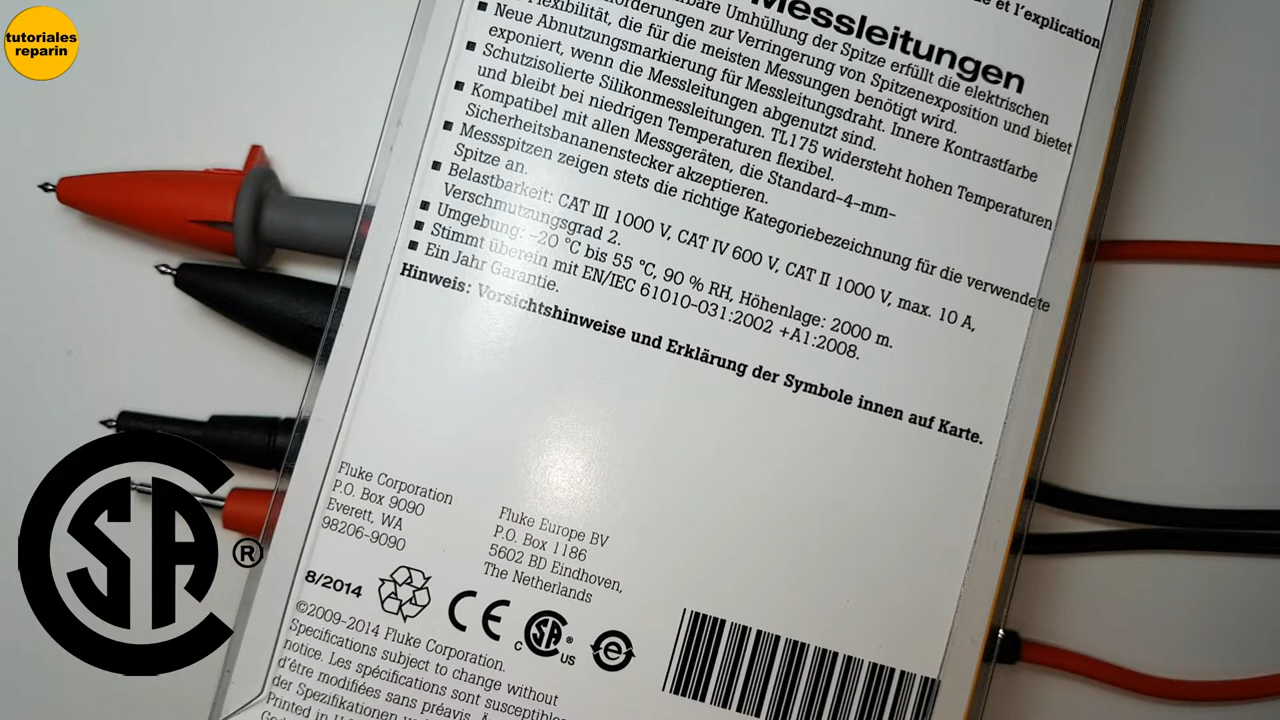 tutoriales
reparin
et l'explication
Messleitungen
bare Umhüllung der Spitze erfüllt die elektrischen
orderungen zur Verringerung von Spitzenexposition und bietet
Flexibilität, die für die meisten Messungen benötigt wird.
■ Neue Abnutzungsmarkierung für Messleitungsdraht. Innere Kontrastfarbe
exponiert, wenn die Messleitungen abgenutzt sind.
■ Schutzisolierte Silikonmessleitungen. TL175 widersteht hohen Temperaturen
und bleibt bei niedrigen Temperaturen flexibel.
■ Kompatibel mit allen Messgeräten, die Standard-4-mm-
Sicherheitsbananenstecker akzeptieren.
■ Messspitzen zeigen stets die richtige Kategoriebezeichnung für die verwendete
Spitze an.
■ Belastbarkeit: CAT III 1000 V, CAT IV 600 V, CAT II 1000 V, max. 10 A,
Verschmutzungsgrad 2.
■ Umgebung: -20 °C bis 55 °C, 90 % RH, Höhenlage: 2000 m.
■ Stimmt überein mit EN/IEC 61010-031:2002 +A1:2008.
■ Ein Jahr Garantie.
Hinweis: Vorsichtshinweise und Erklärung der Symbole innen auf Karte.
Fluke Corporation
P.O. Box 9090
Everett, WA
98206-9090
Fluke Europe BV
P.O. Box 1186
5602 BD Eindhoven,
The Netherlands
8/2014
CE
c SA ® US
e
©2009-2014 Fluke Corporation.
Specifications subject to change without
notice. Les spécifications sont susceptibles
d'être modifiées sans préavis.
der Spezifikationen
Printed in
CSA ®